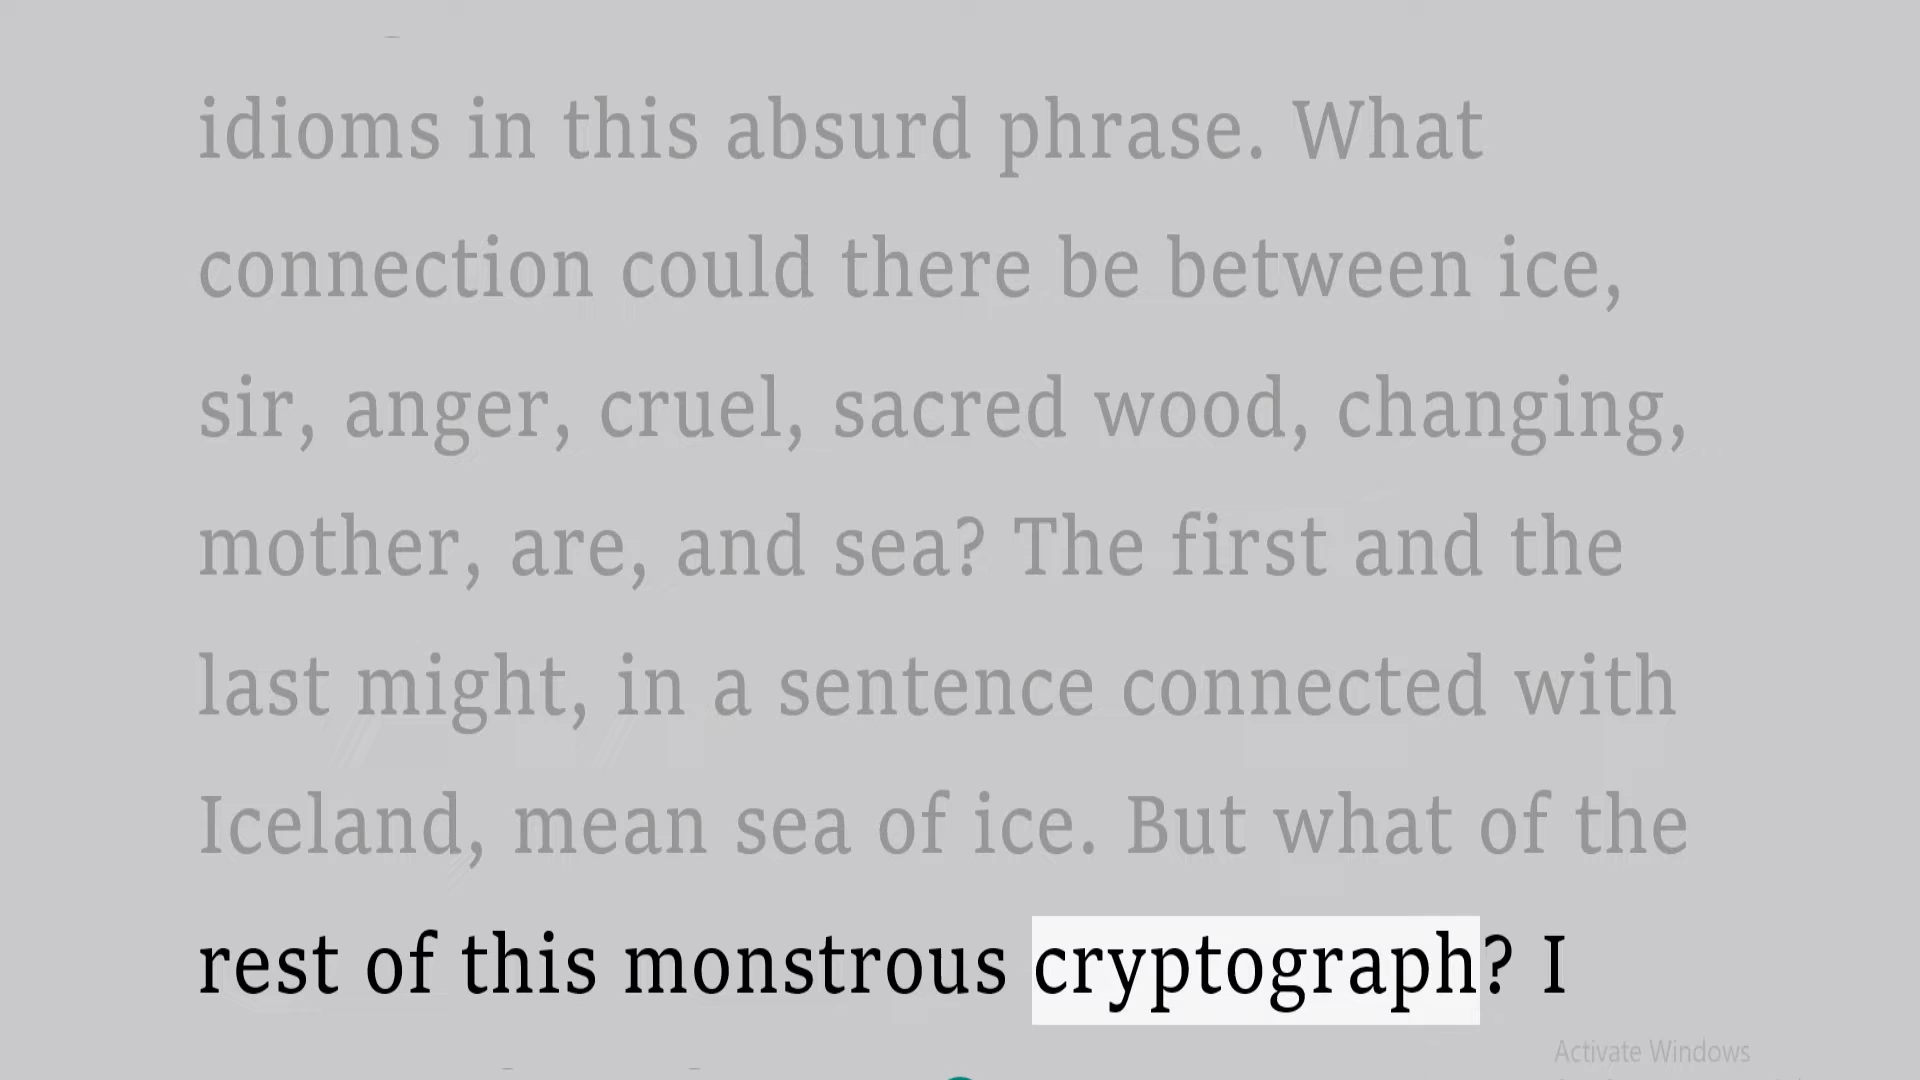 idioms in this absurd phrase. What
connection could there be between ice,
sir, anger, cruel, sacred wood, changing,
mother, are, and sea? The first and the
last might, in a sentence connected with
Iceland, mean sea of ice. But what of the
rest of this monstrous cryptograph? I
Activate Windows